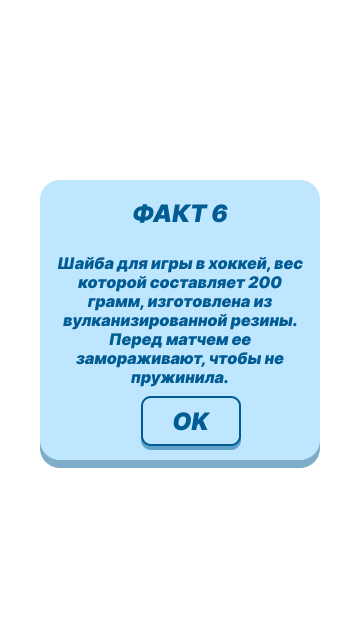 ФАКТ 6
Шайба для игры в хоккей, вес
которой составляет 200
грамм, изготовлена из
вулканизированной резины.
Перед матчем ее
замораживают, чтобы не
пружинила.
ОК